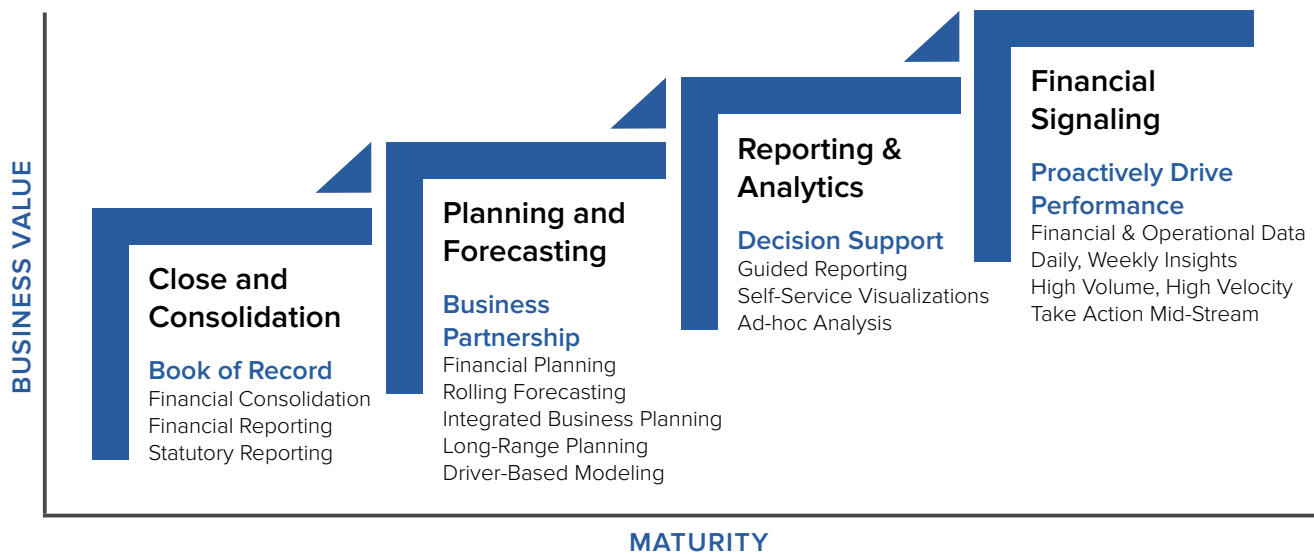 BUSINESS VALUE
Close and
Consolidation
Book of Record
Financial Consolidation
Financial Reporting
Statutory Reporting
Planning and
Forecasting
Business
Partnership
Financial Planning
Rolling Forecasting
Integrated Business Planning
Long-Range Planning
Driver-Based Modeling
Reporting &
Analytics
Decision Support
Guided Reporting
Self-Service Visualizations
Ad-hoc Analysis
Financial
Signaling
Proactively Drive
Performance
Financial & Operational Data
Daily, Weekly Insights
High Volume, High Velocity
Take Action Mid-Stream
MATURITY